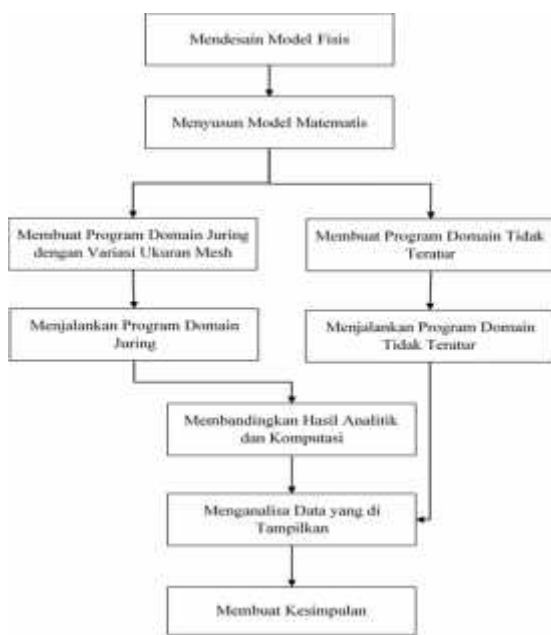 Mendesain Model Fisis
Menyusun Model Matematis
Membuat Program Domain Juring
dengan Variasi Ukuran Mesh
Membuat Program Domain Tidak
Teratur
Menjalankan Program Domain
Juring
Menjalankan Program Domain
Tidak Teratur
Membandingkan Hasil Analitik
dan Komputasi
Menganalisa Data yang di
Tampilkan
Membuat Kesimpulan